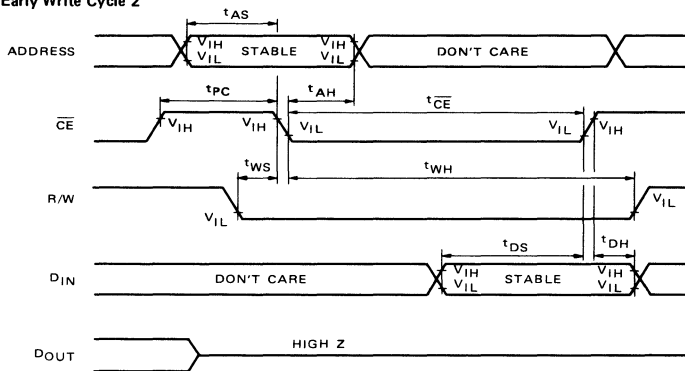 Early Write Cycle 2
tAS
ADDRESS VIH VIL STABLE VIH VIL DON'T CARE
tPC tAH tCE
CE VIH VIH VIL VIL VIH
tWS tWH
R/W VIL VIL
tDS tDH
DIN DON'T CARE VIH VIL STABLE VIH VIL
DOUT HIGH Z